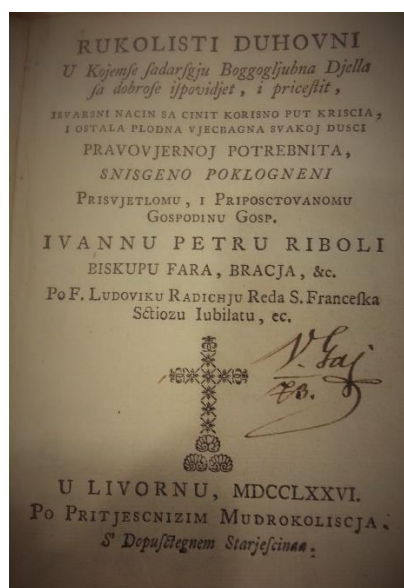 RUKOLISTI DUHOVNI
U Kojemſe ſadarſgju Boggogljubna Djella
ſa dobroſe iſpovidjet, i priceſtit,
ISVARSNI NACIN SA CINIT KORISNO PUT KRISCIA,
I OSTALA PLODNA VJECBAGNA SVAKOJ DUSCI
PRAVOVJERNOJ POTREBNITA,
SNISGENO POKLOGNENI
PRISVJETLOMU, I PRIPOSCTOVANOMU
GOSPODINU GOSP.
IVANNU PETRU RIBOLI
BISKUPU FARA, BRACJA, &c.
PO F. LUDOVIKU RADICHJU Reda S. Franceſka
Sctiozu Iubilatu, ec.
V. Gaj
73.
U LIVORNU, MDCCLXXVI.
PO PRITJESCNIZIM MUDROKOLISCJA.
S' Dopuſctegnem Starjeſcinaa.